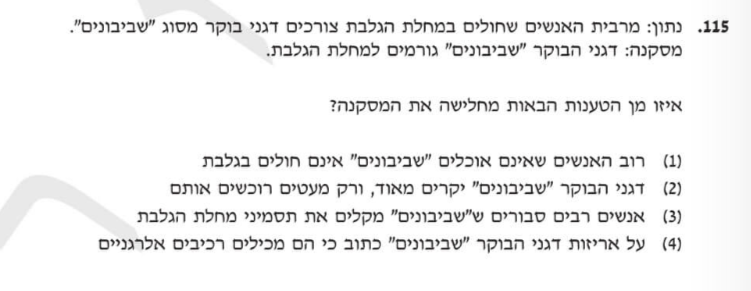 115. נתון: מרבית האנשים שחולים במחלת הגלבת צורכים דגני בוקר מסוג "שביבונים".
מסקנה: דגני הבוקר "שביבונים" גורמים למחלת הגלבת.
איזו מן הטענות הבאות מחלישה את המסקנה?
(1) רוב האנשים שאינם אוכלים "שביבונים" אינם חולים בגלבת
(2) דגני הבוקר "שביבונים" יקרים מאוד, ורק מעטים רוכשים אותם
(3) אנשים רבים סבורים ש"שביבונים" מקלים את תסמיני מחלת הגלבת
(4) על אריזות דגני הבוקר "שביבונים" כתוב כי הם מכילים רכיבים אלרגניים